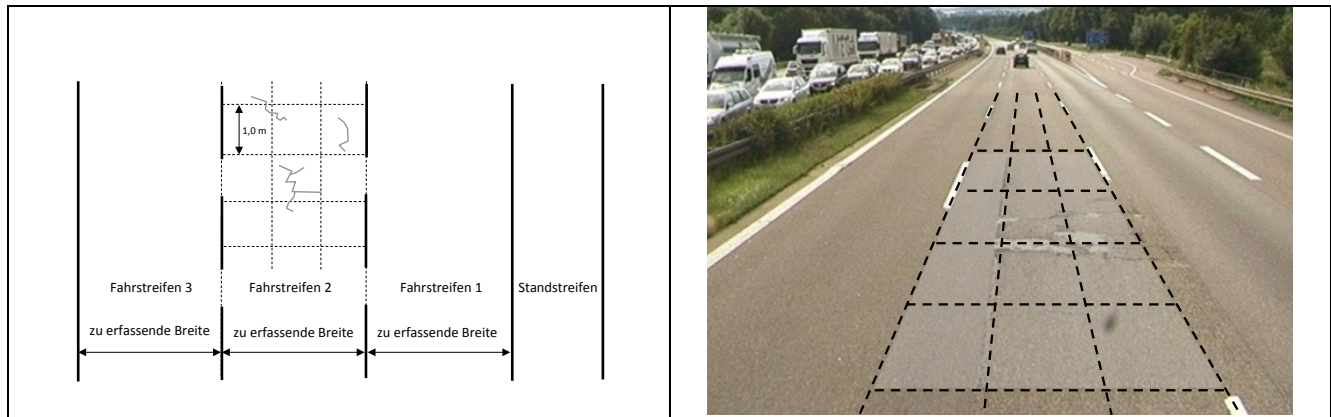 1,0 m
Fahrstreifen 3
Fahrstreifen 2
Fahrstreifen 1
Standstreifen
zu erfassende Breite
zu erfassende Breite
zu erfassende Breite